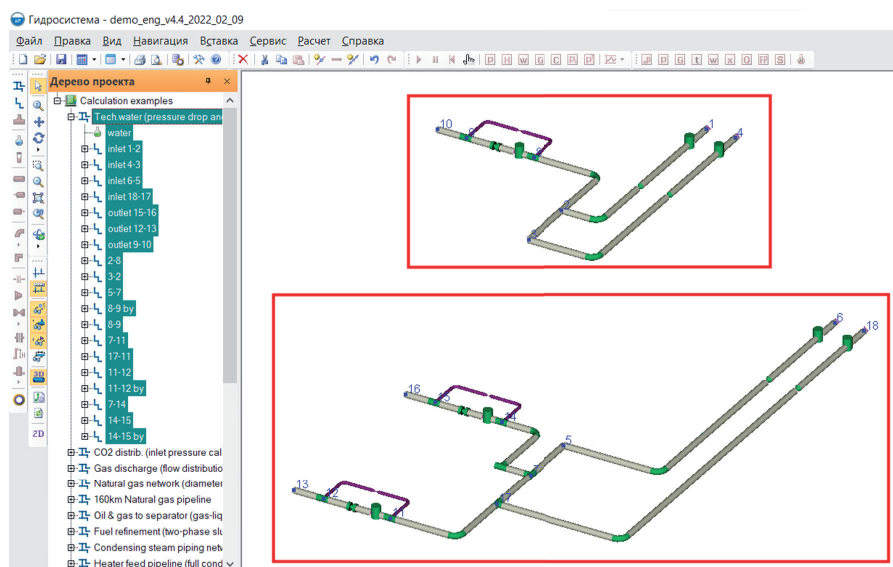 Гидросистема - demo_eng_v4.4_2022_02_09
Файл Правка Вид Навигация Вставка Сервис Расчет Справка
Дерево проекта
Calculation examples
Tech.water (pressure drop an
water
inlet 1-2
inlet 4-3
inlet 6-5
inlet 18-17
outlet 15-16
outlet 12-13
outlet 9-10
2-8
3-2
5-7
8-9 by
8-9
7-11
17-11
11-12
11-12 by
7-14
14-15
14-15 by
CO2 distrib. (inlet pressure cal
Gas discharge (flow distributio
Natural gas network (diameter
160km Natural gas pipeline
Oil & gas to separator (gas-liq
Fuel refinement (two-phase slu
Condensing steam piping netw
Heater feed pipeline (full cond
3D
2D
10
9
8
1
4
2
3
6
18
16
15
14
5
7
13
12
17
11